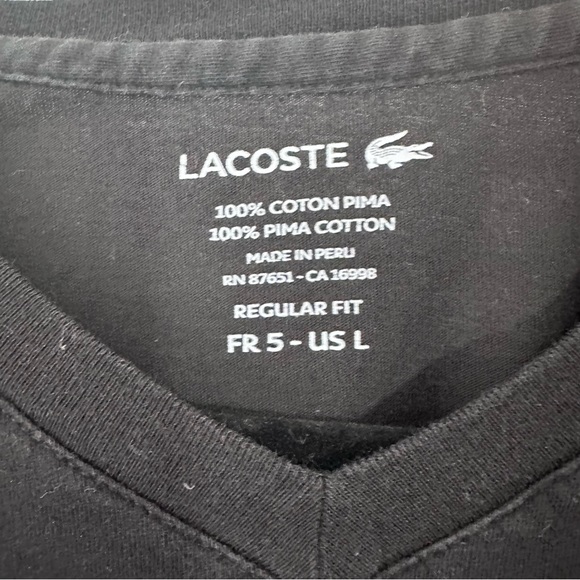 LACOSTE
100% COTON PIMA
100% PIMA COTTON
MADE IN PERU
RN 87651 - CA 16998
REGULAR FIT
FR 5 - US L